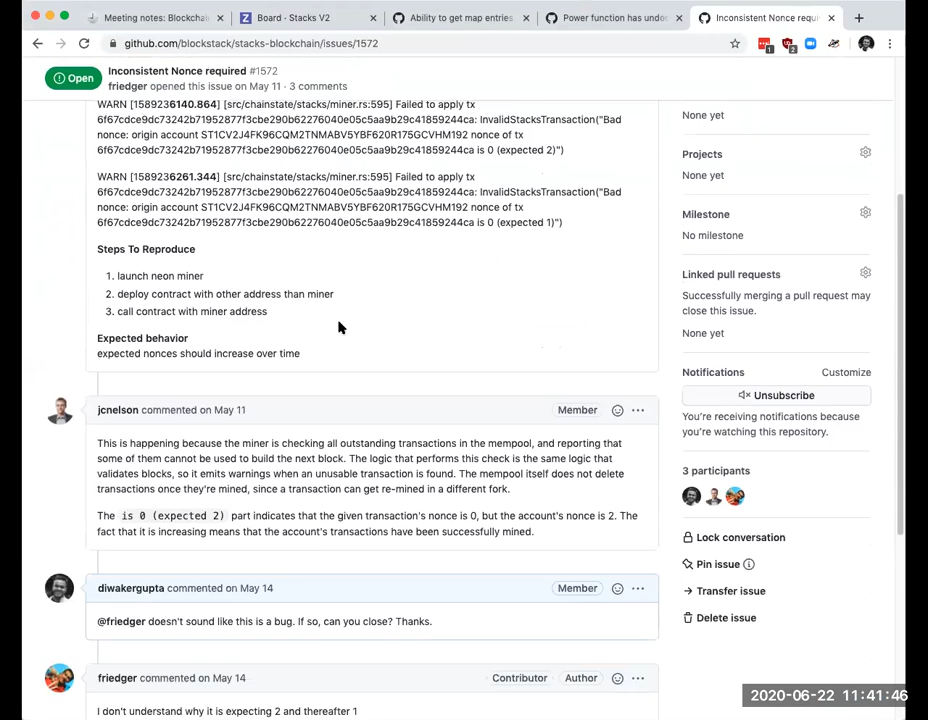 Meeting notes: Blockchai
Board - Stacks V2
Ability to get map entries
Power function has undo
Inconsistent Nonce requi
github.com/blockstack/stacks-blockchain/issues/1572
Open
Inconsistent Nonce required #1572
friedger opened this issue on May 11 · 3 comments
WARN [1589236140.864] [src/chainstate/stacks/miner.rs:595] Failed to apply tx
6f67cdce9dc73242b71952877f3cbe290b62276040e05c5aa9b29c41859244ca: InvalidStacksTransaction("Bad
nonce: origin account ST1CV2J4FK96CQM2TNMABV5YBF620R175GCVHM192 nonce of tx
6f67cdce9dc73242b71952877f3cbe290b62276040e05c5aa9b29c41859244ca is 0 (expected 2)")
WARN [1589236261.344] [src/chainstate/stacks/miner.rs:595] Failed to apply tx
6f67cdce9dc73242b71952877f3cbe290b62276040e05c5aa9b29c41859244ca: InvalidStacksTransaction("Bad
nonce: origin account ST1CV2J4FK96CQM2TNMABV5YBF620R175GCVHM192 nonce of tx
6f67cdce9dc73242b71952877f3cbe290b62276040e05c5aa9b29c41859244ca is 0 (expected 1)")
Steps To Reproduce
1. launch neon miner
2. deploy contract with other address than miner
3. call contract with miner address
Expected behavior
expected nonces should increase over time
jcnelson commented on May 11
Member
This is happening because the miner is checking all outstanding transactions in the mempool, and reporting that
some of them cannot be used to build the next block. The logic that performs this check is the same logic that
validates blocks, so it emits warnings when an unusable transaction is found. The mempool itself does not delete
transactions once they're mined, since a transaction can get re-mined in a different fork.
The is 0 (expected 2) part indicates that the given transaction's nonce is 0, but the account's nonce is 2. The
fact that it is increasing means that the account's transactions have been successfully mined.
diwakergupta commented on May 14
Member
@friedger doesn't sound like this is a bug. If so, can you close? Thanks.
friedger commented on May 14
Contributor
Author
I don't understand why it is expecting 2 and thereafter 1
None yet
Projects
None yet
Milestone
No milestone
Linked pull requests
Successfully merging a pull request may
close this issue.
None yet
Notifications
Customize
Unsubscribe
You're receiving notifications because
you're watching this repository.
3 participants
Lock conversation
Pin issue
Transfer issue
Delete issue
2020-06-22 11:41:46